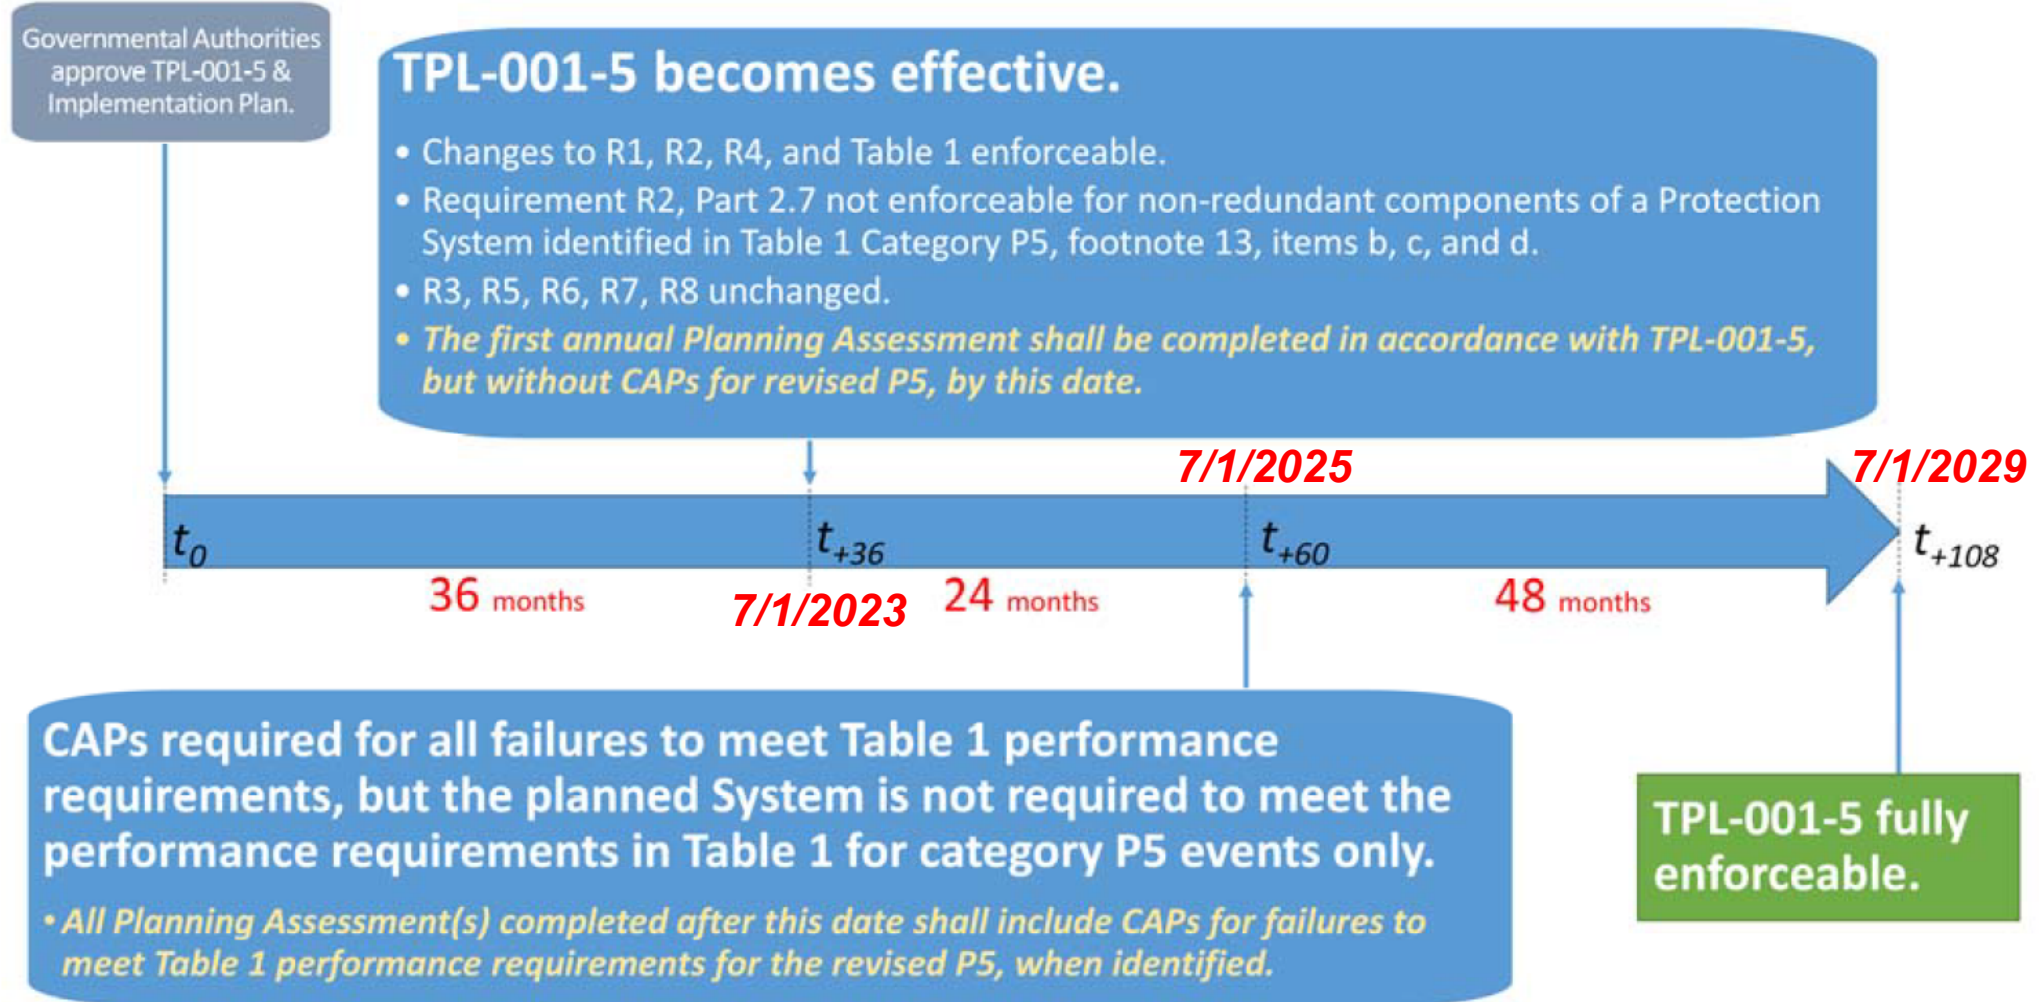 Governmental Authorities
approve TPL-001-5 &
Implementation Plan.
TPL-001-5 becomes effective.
• Changes to R1, R2, R4, and Table 1 enforceable.
• Requirement R2, Part 2.7 not enforceable for non-redundant components of a Protection
System identified in Table 1 Category P5, footnote 13, items b, c, and d.
• R3, R5, R6, R7, R8 unchanged.
• The first annual Planning Assessment shall be completed in accordance with TPL-001-5,
but without CAPs for revised P5, by this date.
7/1/2025
7/1/2029
t0
t+36
t+60
t+108
36 months
7/1/2023
24 months
48 months
CAPs required for all failures to meet Table 1 performance
requirements, but the planned System is not required to meet the
performance requirements in Table 1 for category P5 events only.
• All Planning Assessment(s) completed after this date shall include CAPs for failures to
meet Table 1 performance requirements for the revised P5, when identified.
TPL-001-5 fully
enforceable.